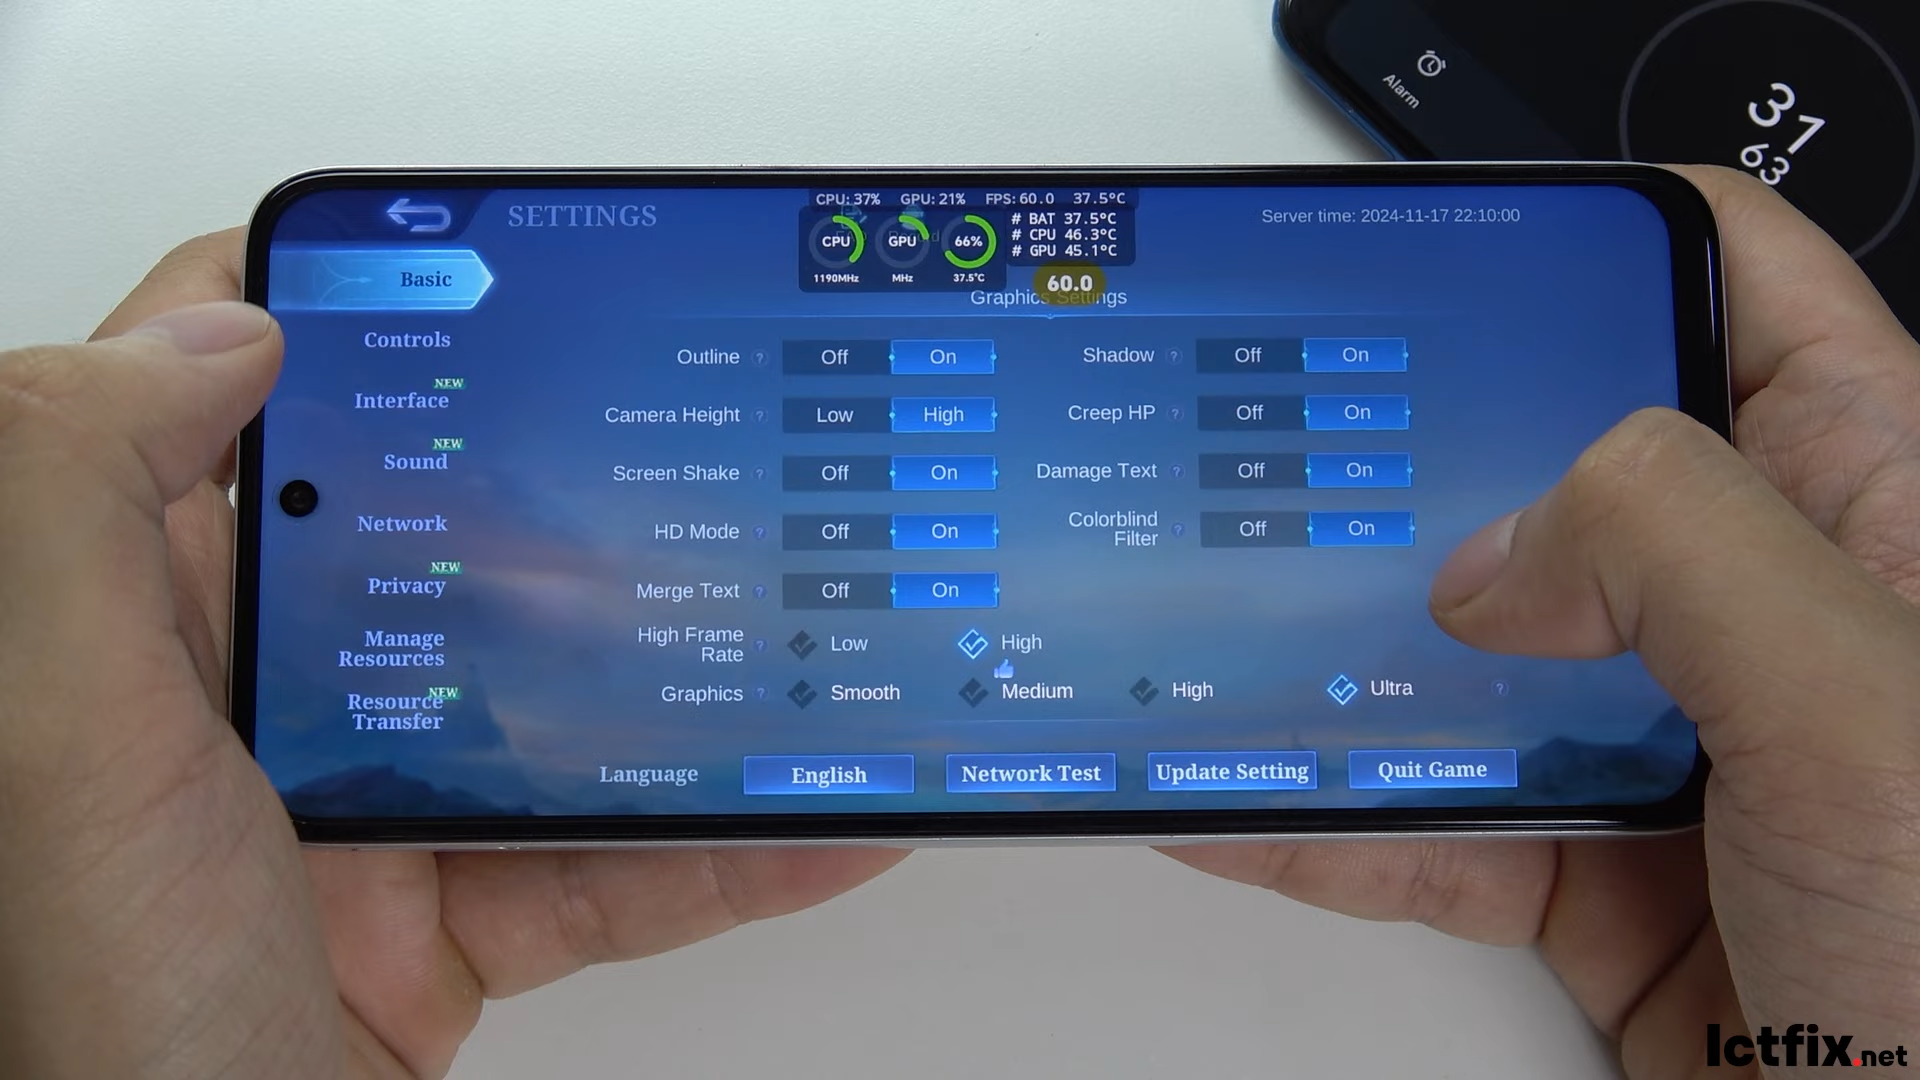 Alarm
31
63
CPU: 37% GPU: 21% FPS: 60.0 37.5°C
SETTINGS
Server time: 2024-11-17 22:10:00
CPU
GPU
66%
# BAT 37.5°C
# CPU 46.3°C
# GPU 45.1°C
1190MHz
MHz
37.5°C
60.0
Graphics Settings
Basic
Controls
NEW
Interface
NEW
Sound
Network
NEW
Privacy
Manage
Resources
NEW
Resource
Transfer
Outline ? Off On
Shadow ? Off On
Camera Height ? Low High
Creep HP ? Off On
Screen Shake ? Off On
Damage Text ? Off On
HD Mode ? Off On
Colorblind
Filter ? Off On
Merge Text ? Off On
High Frame
Rate ? Low High
Graphics ? Smooth Medium High Ultra ?
Language English Network Test Update Setting Quit Game
Ictfix.net